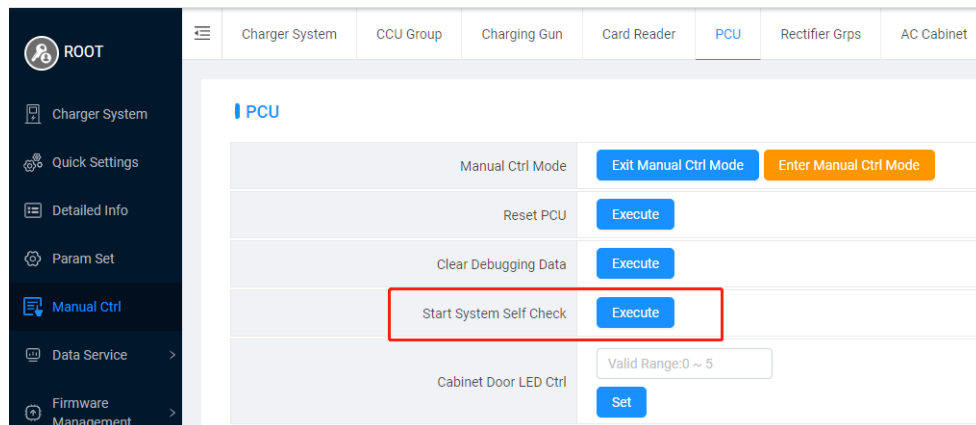 ROOT
Charger System
CCU Group
Charging Gun
Card Reader
PCU
Rectifier Grps
AC Cabinet
Charger System
Quick Settings
Detailed Info
Param Set
Manual Ctrl
Data Service
Firmware
Management
PCU
Manual Ctrl Mode
Exit Manual Ctrl Mode
Enter Manual Ctrl Mode
Reset PCU
Execute
Clear Debugging Data
Execute
Start System Self Check
Execute
Cabinet Door LED Ctrl
Valid Range:0 ~ 5
Set